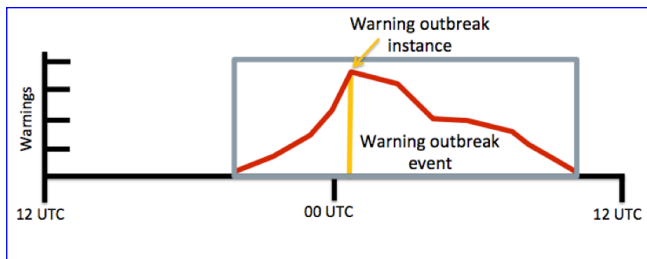 Warning outbreak
instance
Warnings
Warning outbreak
event
12 UTC
00 UTC
12 UTC